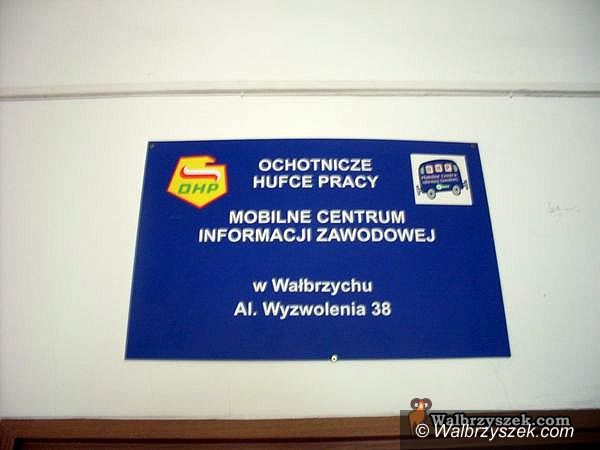 OCHOTNICZE
HUFCE PRACY
OHP
MOBILNE CENTRUM
INFORMACJI ZAWODOWEJ
w Wałbrzychu
Al. Wyzwolenia 38
Walbrzyszek.com
© Walbrzyszek.com